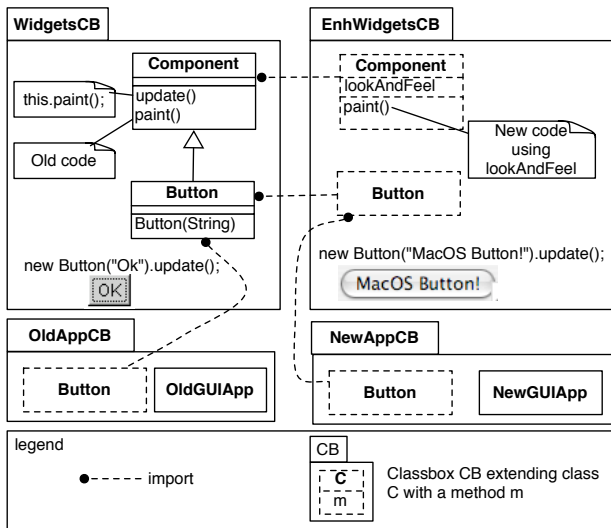 WidgetsCB
Component
update()
paint()
this.paint();
Old code
Button
Button(String)
new Button("Ok").update();
OK
EnhWidgetsCB
Component
lookAndFeel
paint()
New code
using
lookAndFeel
Button
new Button("MacOS Button!").update();
MacOS Button!
OldAppCB
Button
OldGUIApp
NewAppCB
Button
NewGUIApp
legend
import
CB
C
m
Classbox CB extending class
C with a method m